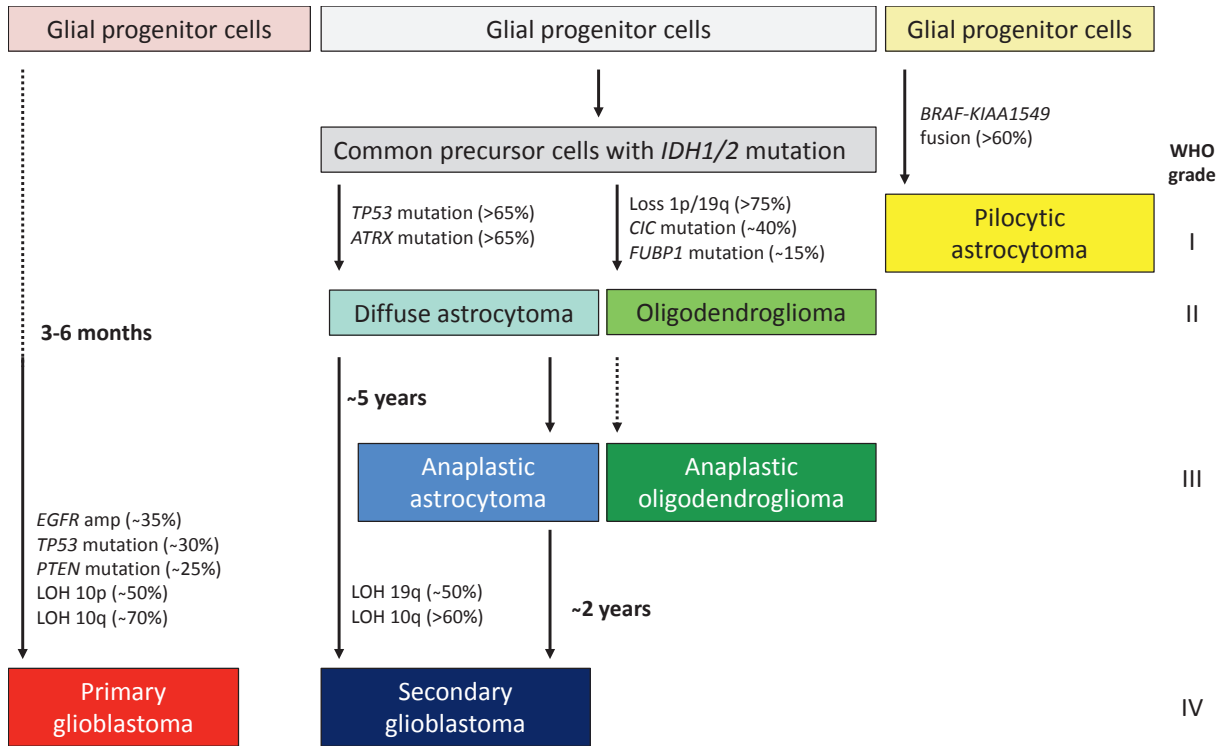 Glial progenitor cells
Glial progenitor cells
Glial progenitor cells
BRAF-KIAA1549
fusion (>60%)
WHO
grade
Common precursor cells with IDH1/2 mutation
TP53 mutation (>65%)
ATRX mutation (>65%)
Loss 1p/19q (>75%)
CIC mutation (~40%)
FUBP1 mutation (~15%)
Pilocytic
astrocytoma
I
Diffuse astrocytoma
Oligodendroglioma
II
3-6 months
~5 years
Anaplastic
astrocytoma
Anaplastic
oligodendroglioma
III
EGFR amp (~35%)
TP53 mutation (~30%)
PTEN mutation (~25%)
LOH 10p (~50%)
LOH 10q (~70%)
LOH 19q (~50%)
LOH 10q (>60%)
~2 years
Primary
glioblastoma
Secondary
glioblastoma
IV